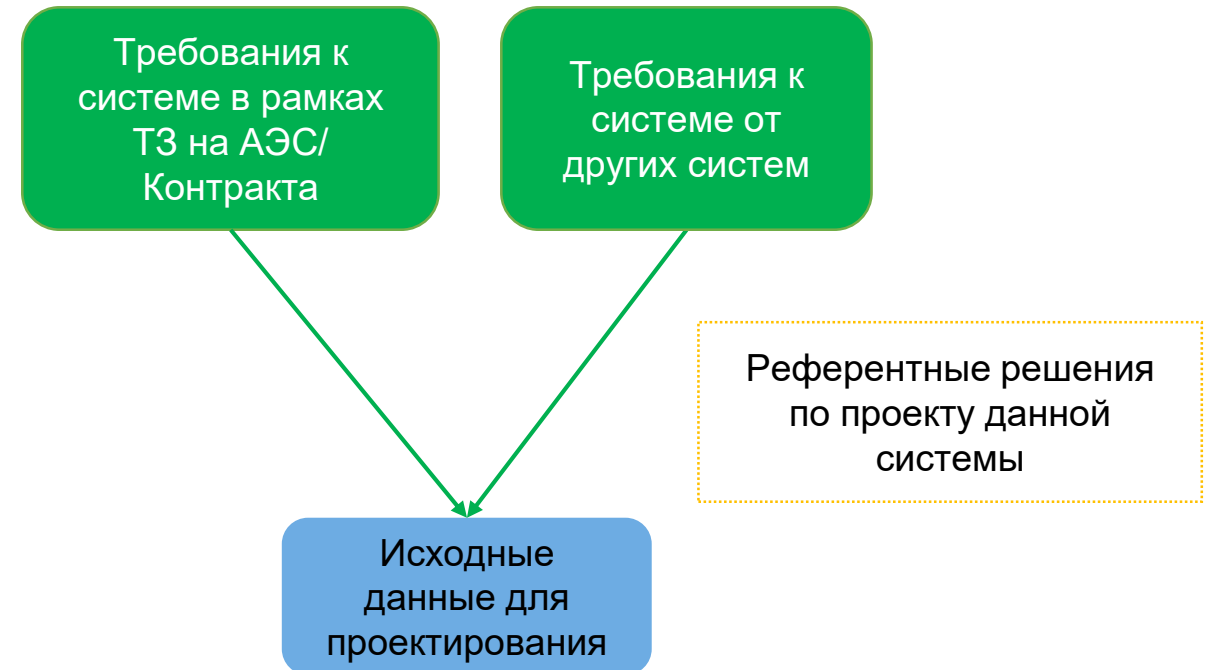 Требования к
системе в рамках
ТЗ на АЭС/
Контракта
Требования к
системе от
других систем
Референтные решения
по проекту данной
системы
Исходные
данные для
проектирования